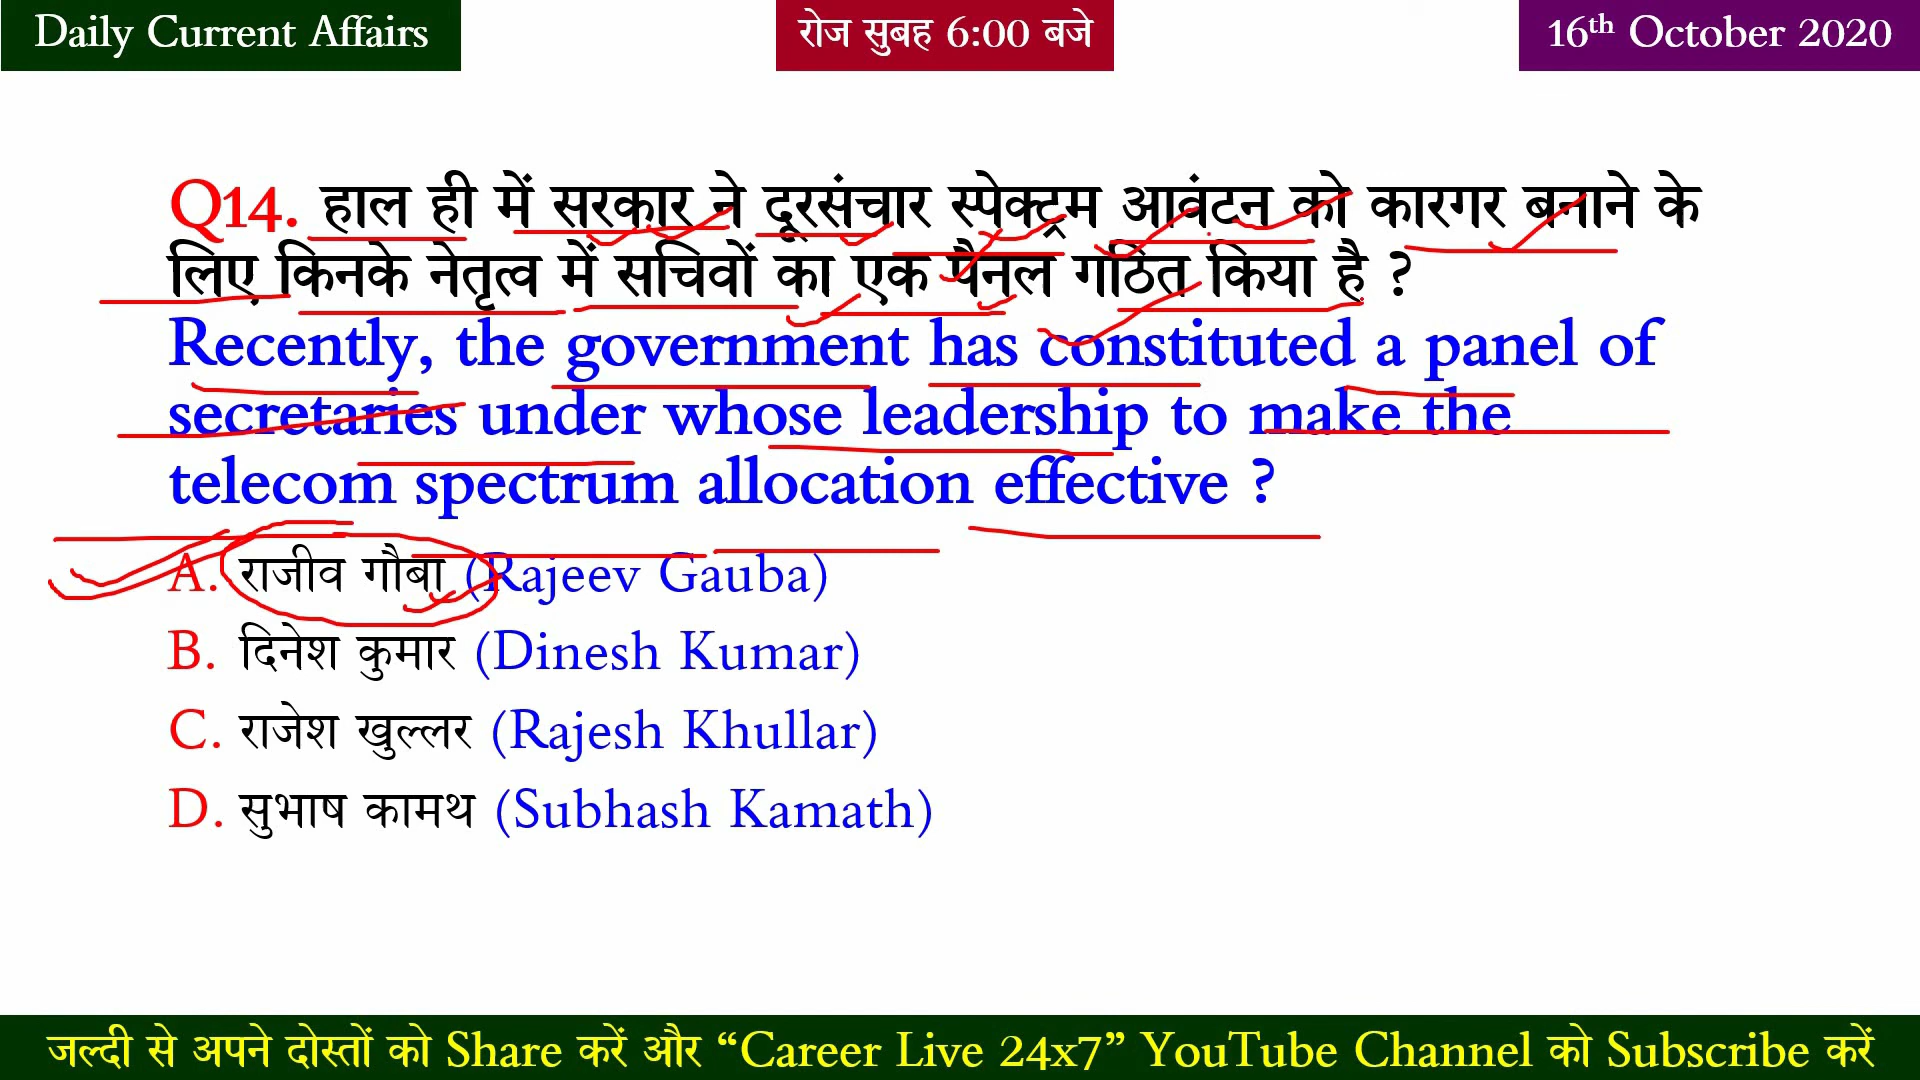 Daily Current Affairs
रोज सुबह 6:00 बजे
16th October 2020
Q14. हाल ही में सरकार ने दूरसंचार स्पेक्ट्रम आवंटन को कारगर बनाने के
लिए किनके नेतृत्व में सचिवों का एक पैनल गठित किया है ?
Recently, the government has constituted a panel of
secretaries under whose leadership to make the
telecom spectrum allocation effective ?
A. राजीव गौबा (Rajeev Gauba)
B. दिनेश कुमार (Dinesh Kumar)
C. राजेश खुल्लर (Rajesh Khullar)
D. सुभाष कामथ (Subhash Kamath)
जल्दी से अपने दोस्तों को Share करें और “Career Live 24x7” YouTube Channel को Subscribe करें